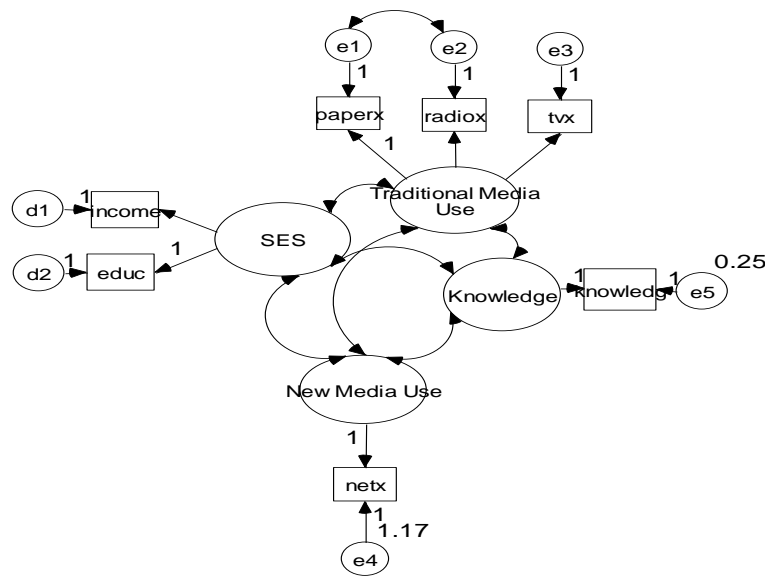 e1
e2
e3
1
1
1
paperx
radiox
tvx
1
Traditional Media
Use
d1
1
income
SES
1
d2
1
educ
Knowledge
1
knowledg
1
e5
0.25
New Media Use
1
netx
1
1.17
e4